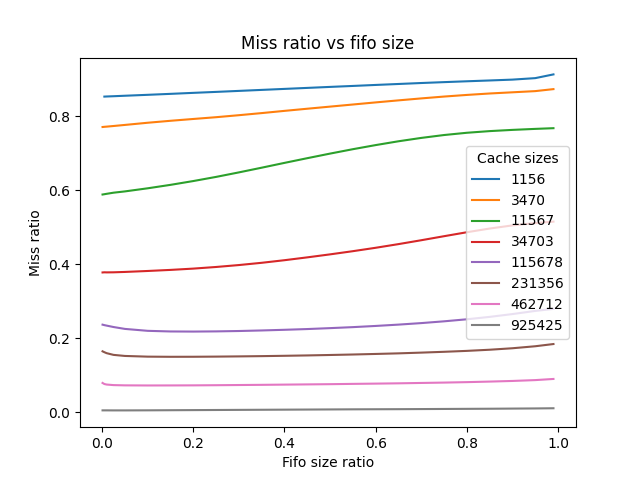 Miss ratio vs fifo size
Miss ratio
0.8
0.6
0.4
0.2
0.0
Cache sizes
1156
3470
11567
34703
115678
231356
462712
925425
0.0 0.2 0.4 0.6 0.8 1.0
Fifo size ratio